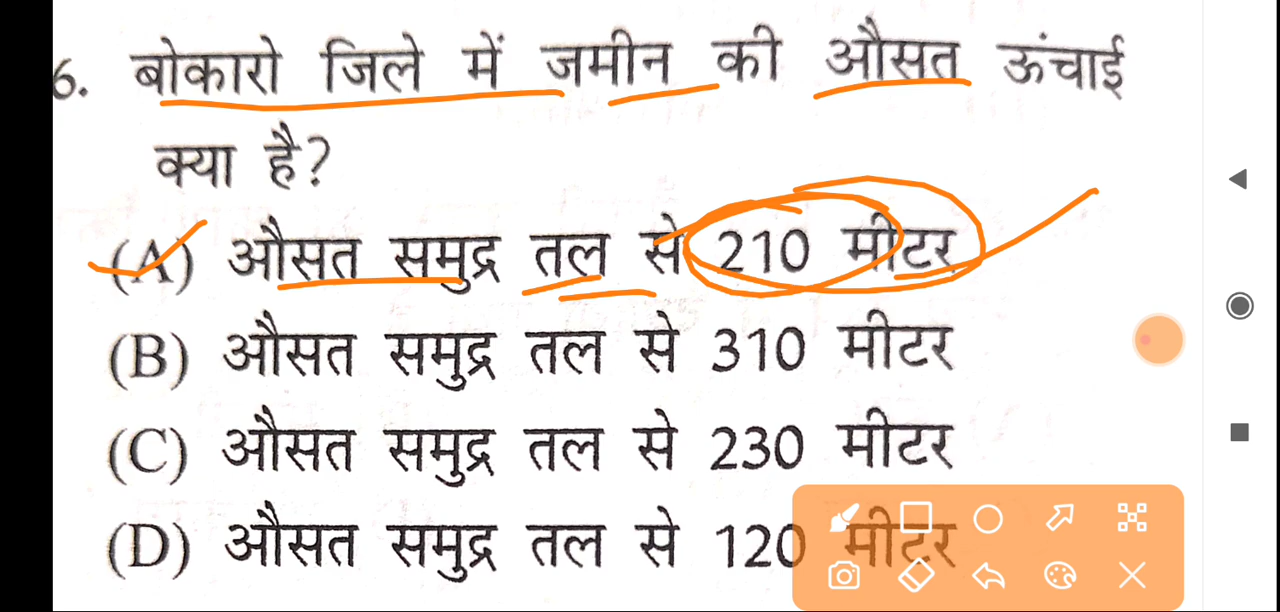 6. बोकारो जिले में जमीन की औसत ऊंचाई
क्या है?
(A) औसत समुद्र तल से 210 मीटर
(B) औसत समुद्र तल से 310 मीटर
(C) औसत समुद्र तल से 230 मीटर
(D) औसत समुद्र तल से 120 मीटर